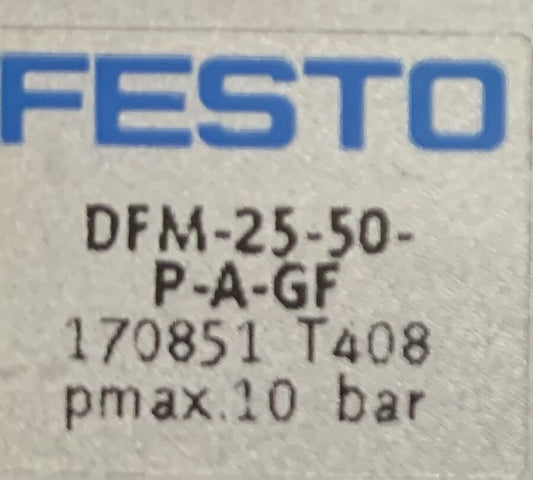 FESTO
DFM-25-50-
P-A-GF
170851 T408
pmax.10 bar